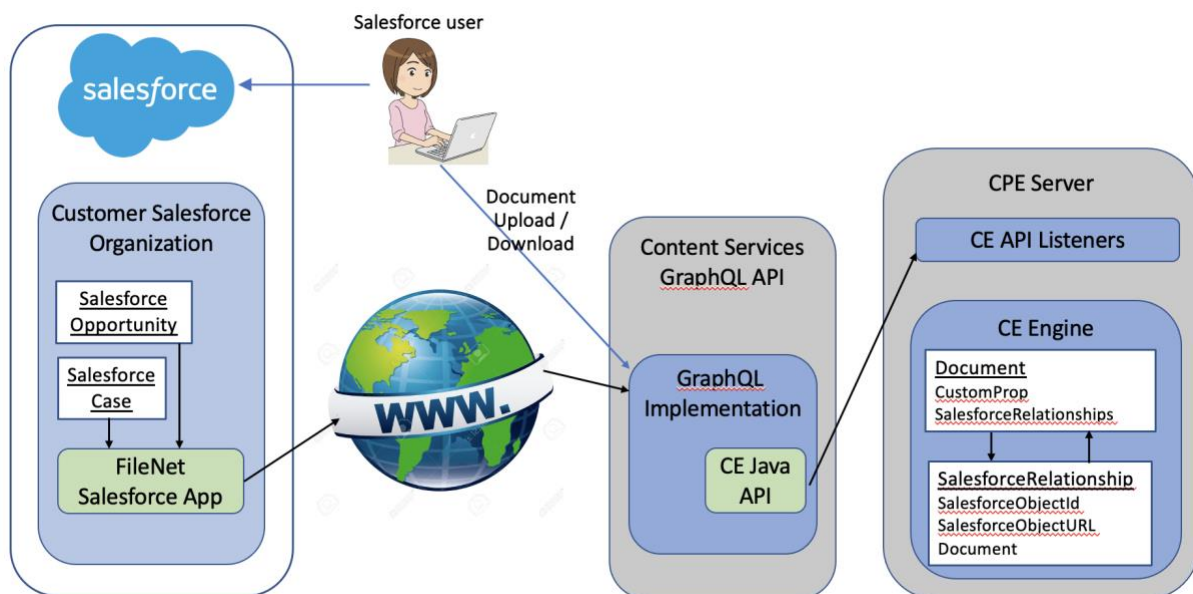 Salesforce user
salesforce
Customer Salesforce
Organization
Salesforce
Opportunity
Salesforce
Case
FileNet
Salesforce App
WWW.
Document
Upload /
Download
Content Services
GraphQL API
GraphQL
Implementation
CE Java
API
CPE Server
CE API Listeners
CE Engine
Document
CustomProp
SalesforceRelationships
SalesforceRelationship
SalesforceObjectId
SalesforceObjectURL
Document